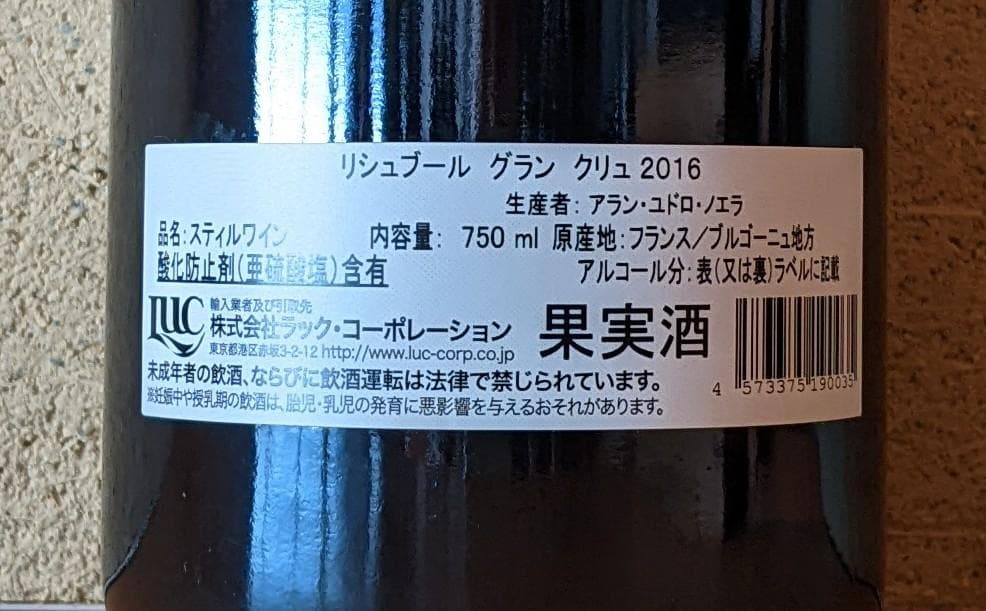 リシュブール グラン クリュ 2016
生産者: アラン・ユドロ・ノエラ
品名:スティルワイン 内容量: 750 ml 原産地:フランス/ブルゴーニュ地方
酸化防止剤(亜硫酸塩)含有 アルコール分:表(又は裏)ラベルに記載
LUC 輸入業者及び引取先
株式会社ラック・コーポレーション 果実酒
東京都港区赤坂3-2-12 http://www.luc-corp.co.jp
未成年者の飲酒、ならびに飲酒運転は法律で禁じられています。
※妊娠中や授乳期の飲酒は、胎児・乳児の発育に悪影響を与えるおそれがあります。
4 573375 190035